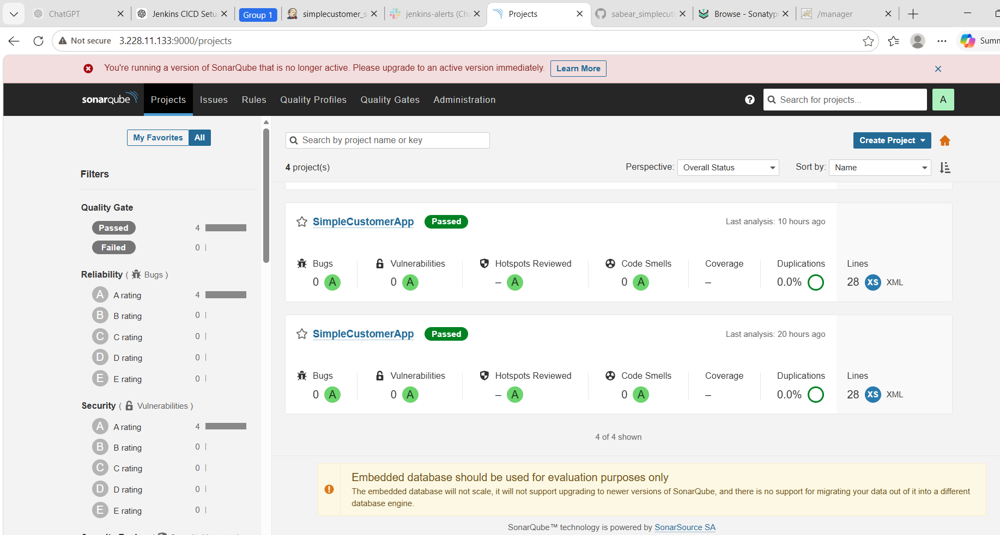 ChatGPT
Jenkins CICD Setu
Group 1
simplecustomer_s
jenkins-alerts (Cha
Projects
sabear_simplecutc
Browse - Sonatyp
/manager
Not secure 3.228.11.133:9000/projects
Summ
You're running a version of SonarQube that is no longer active. Please upgrade to an active version immediately. Learn More
sonarqube Projects Issues Rules Quality Profiles Quality Gates Administration ? Search for projects... A
My Favorites All
Search by project name or key
Create Project
4 project(s)
Perspective: Overall Status
Sort by: Name
Filters
Quality Gate
Passed 4
Failed 0
Reliability ( Bugs )
A A rating 4
B B rating 0
C C rating 0
D D rating 0
E E rating 0
Security ( Vulnerabilities )
A A rating 4
B B rating 0
C C rating 0
D D rating 0
E E rating 0
SimpleCustomerApp Passed Last analysis: 10 hours ago
Bugs Vulnerabilities Hotspots Reviewed Code Smells Coverage Duplications Lines
0 A 0 A – A 0 A – 0.0% 28 XS XML
SimpleCustomerApp Passed Last analysis: 20 hours ago
Bugs Vulnerabilities Hotspots Reviewed Code Smells Coverage Duplications Lines
0 A 0 A – A 0 A – 0.0% 28 XS XML
4 of 4 shown
Embedded database should be used for evaluation purposes only
The embedded database will not scale, it will not support upgrading to newer versions of SonarQube, and there is no support for migrating your data out of it into a different
database engine.
SonarQube™ technology is powered by SonarSource SA